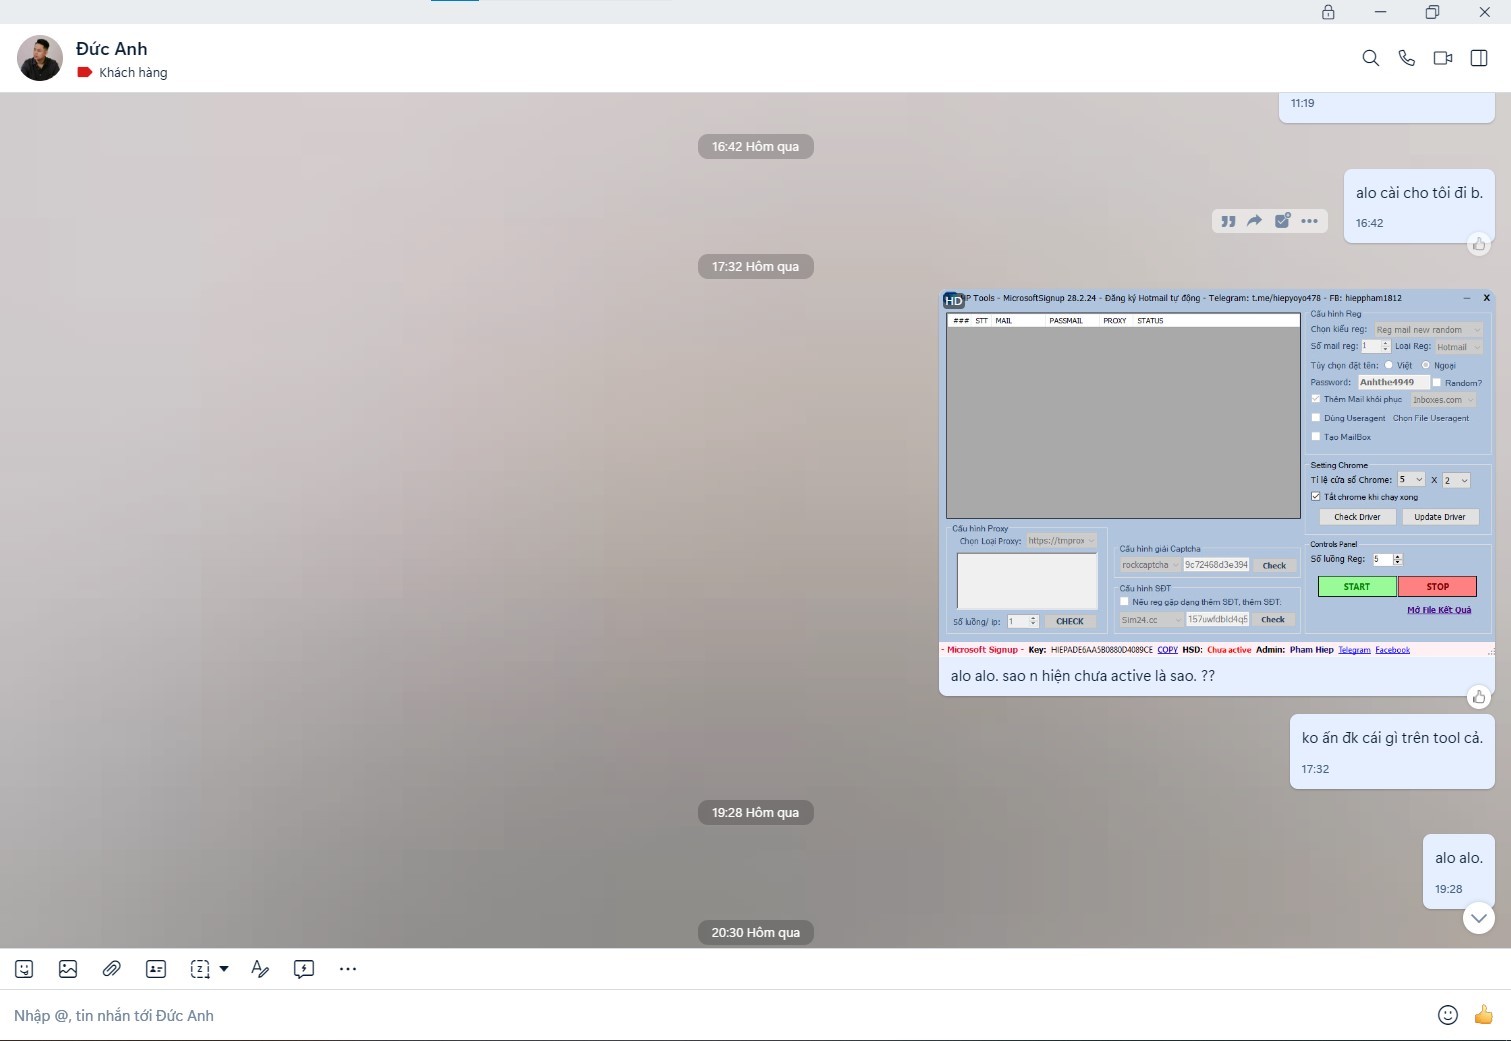 Đức Anh
Khách hàng
11:19
16:42 Hôm qua
alo cài cho tôi đi b.
16:42
17:32 Hôm qua
HD
P Tools - MicrosoftSignup 28.2.24 - Đăng ký Hotmail tự động - Telegram: t.me/hiepyoyo478 - FB: hieppham1812
### STT MAIL PASSMAIL PROXY STATUS
Cấu hình Reg
Chọn kiểu reg: Reg mail new random
Số mail reg: 1 Loại Reg: Hotmail
Tùy chọn đặt tên: Việt Ngoại
Password: Anhthe4949 Random?
Thêm Mail khôi phục Inboxes.com
Dùng Useragent Chọn File Useragent
Tạo MailBox
Setting Chrome
Tỉ lệ cửa sổ Chrome: 5 X 2
Tắt chrome khi chạy xong
Check Driver Update Driver
Cấu hình Proxy
Chọn Loại Proxy: https://tmprox
Số luồng/ ip: 1 CHECK
Cấu hình giải Captcha
rockcaptcha 9c72468d3e394 Check
Cấu hình SĐT
Nếu reg gặp dạng thêm SĐT, thêm SĐT:
Sim24.cc 157uwfdbld4q5 Check
Controls Panel
Số luồng Reg: 5
START STOP
Mở File Kết Quả
- Microsoft Signup - Key: HIEPADE6AA5B0880D4089CE COPY HSD: Chưa active Admin: Pham Hiep Telegram Facebook
alo alo. sao n hiện chưa active là sao. ??
ko ấn đk cái gì trên tool cả.
17:32
19:28 Hôm qua
alo alo.
19:28
20:30 Hôm qua
Nhập @, tin nhắn tới Đức Anh